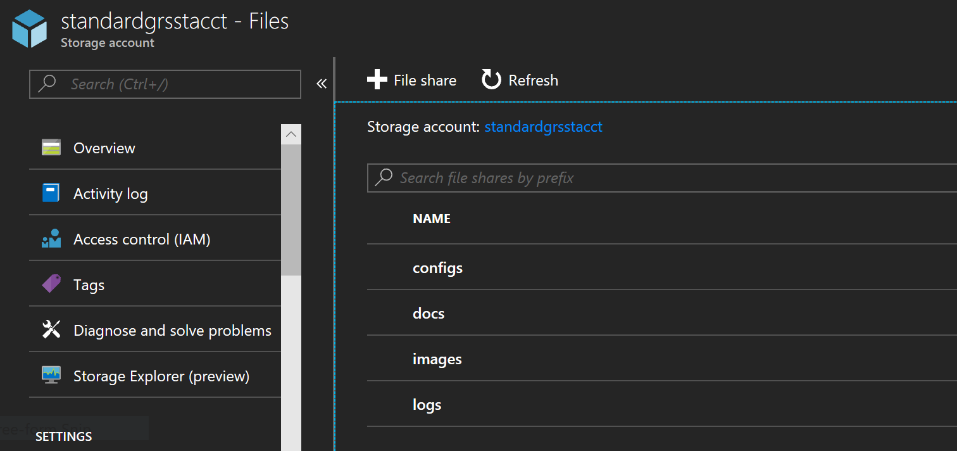 standardgrsstacct - Files
Storage account
Search (Ctrl+/)
«
Overview
Activity log
Access control (IAM)
Tags
Diagnose and solve problems
Storage Explorer (preview)
SETTINGS
File share
Refresh
Storage account: standardgrsstacct
Search file shares by prefix
NAME
configs
docs
images
logs